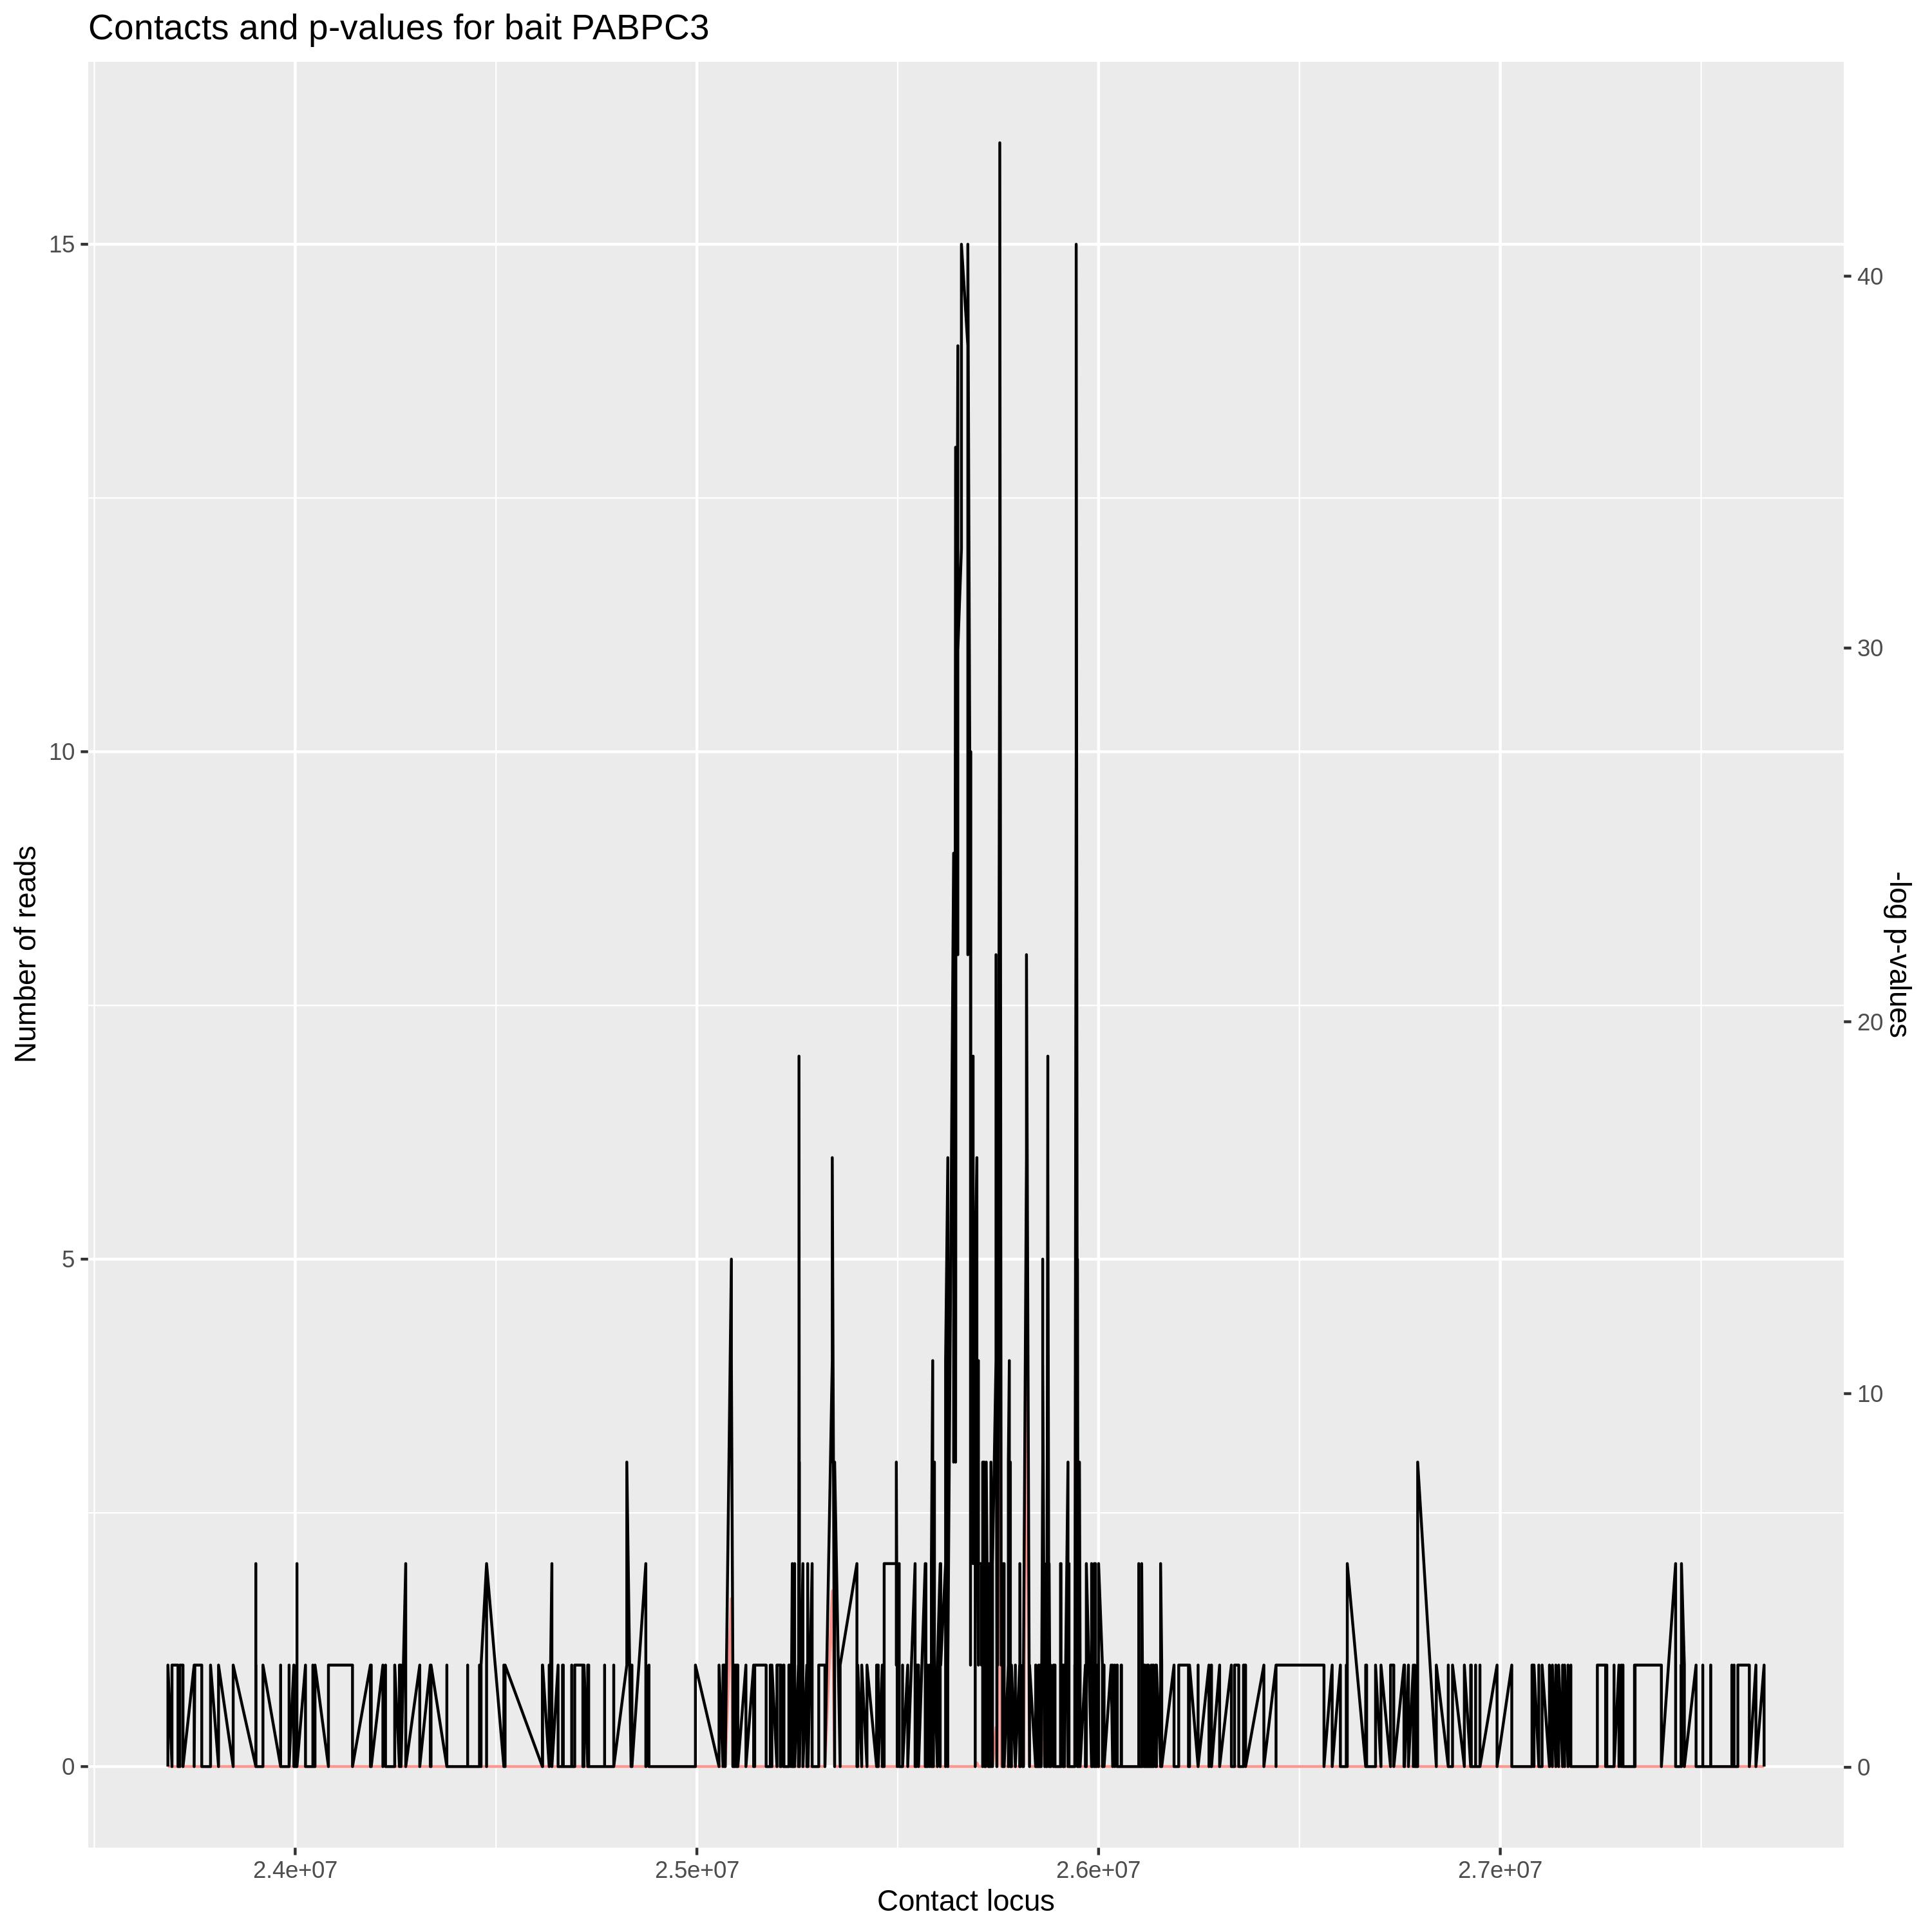 Contacts and p-values for bait PABPC3
15
10
5
0
Number of reads
40
30
20
10
0
-log p-values
2.4e+07
2.5e+07
2.6e+07
2.7e+07
Contact locus